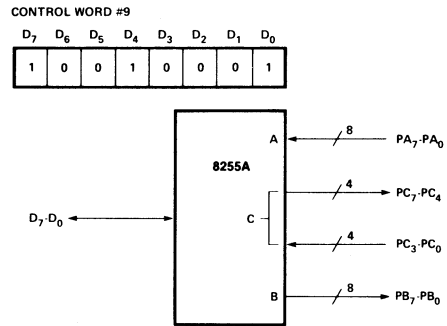 CONTROL WORD #9
D7 D6 D5 D4 D3 D2 D1 D0
1 0 0 1 0 0 0 1
8255A
A
8
PA7-PA0
4
PC7-PC4
D7-D0
C
4
PC3-PC0
B
8
PB7-PB0